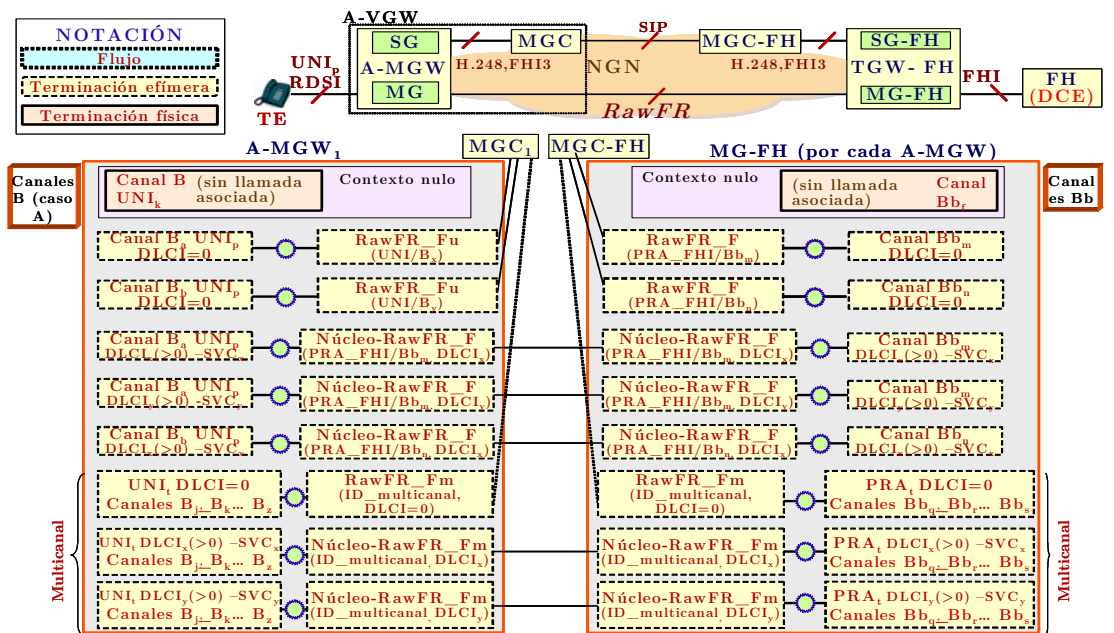 NOTACIÓN
Flujo
Terminación efímera
Terminación física
A-VGW
SG
MGC
A-MGW
MG
H.248,FHI3
UNIp
RDSI
TE
SIP
NGN
RawFR
MGC-FH
H.248,FHI3
SG-FH
TGW- FH
MG-FH
FHI
FH
(DCE)
A-MGW1
MGC1
MGC-FH
MG-FH (por cada A-MGW)
Canales
B (caso
A)
Canal B
UNIk
(sin llamada
asociada)
Contexto nulo
Contexto nulo
(sin llamada
asociada)
Canal
Bbr
Canal
es Bb
Canal Ba UNIp
DLCI=0
RawFR_Fu
(UNI/Bx)
RawFR_F
(PRA_FHI/Bbm)
Canal Bbm
DLCI=0
Canal Bb UNIp
DLCI=0
RawFR_Fu
(UNI/By)
RawFR_F
(PRA_FHI/Bbn)
Canal Bbn
DLCI=0
Canal Ba UNIp
DLCIx(>0) –SVCx
Núcleo-RawFR_F
(PRA_FHI/Bbm, DLCIx)
Núcleo-RawFR_F
(PRA_FHI/Bbm, DLCIx)
Canal Bbm
DLCIx(>0) –SVCx
Canal Ba UNIp
DLCIy(>0) -SVCy
Núcleo-RawFR_F
(PRA_FHI/Bbm, DLCIy)
Núcleo-RawFR_F
(PRA_FHI/Bbm, DLCIy)
Canal Bbm
DLCIy(>0) –SVCy
Canal Bb UNIp
DLCIx(>0) –SVCx
Núcleo-RawFR_F
(PRA_FHI/Bbn, DLCIx)
Núcleo-RawFR_F
(PRA_FHI/Bbn, DLCIx)
Canal Bbn
DLCIx(>0) –SVCx
Multicanal
UNIt DLCI=0
Canales Bj, Bk... Bz
RawFR_Fm
(ID_multicanal,
DLCI=0)
RawFR_Fm
(ID_multicanal,
DLCI=0)
PRAt DLCI=0
Canales Bbq, Bbr... Bbs
UNIt DLCIx(>0) –SVCx
Canales Bj, Bk... Bz
Núcleo-RawFR_Fm
(ID_multicanal, DLCIx)
Núcleo-RawFR_Fm
(ID_multicanal, DLCIx)
PRAt DLCIx(>0) –SVCx
Canales Bbq, Bbr... Bbs
UNIt DLCIy(>0) –SVCy
Canales Bj, Bk... Bz
Núcleo-RawFR_Fm
(ID_multicanal, DLCIy)
Núcleo-RawFR_Fm
(ID_multicanal, DLCIy)
PRAt DLCIy(>0) –SVCy
Canales Bbq, Bbr... Bbs
Multicanal